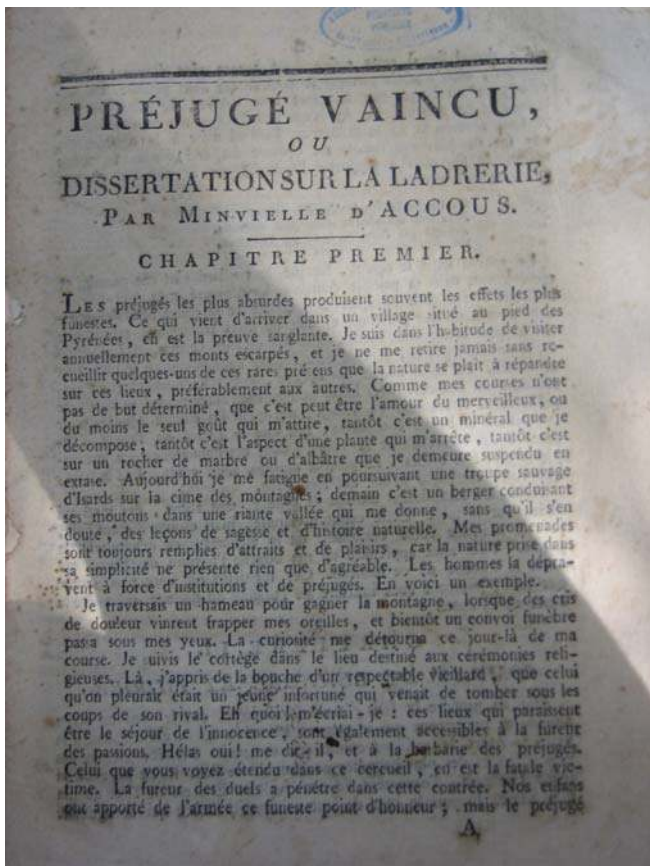 PRÉJUGÉ VAINCU,
OU
DISSERTATION SUR LA LADRERIE,
PAR MINVIELLE D'ACCOUS.
CHAPITRE PREMIER.
LES préjugés les plus absurdes produisent souvent les effets les plus
funestes. Ce qui vient d'arriver dans un village situé au pied des
Pyrénées, en est la preuve sanglante. Je suis dans l'habitude de visiter
annuellement ces monts escarpés, et je ne me retire jamais sans re-
cueillir quelques-uns de ces rares pré ens que la nature se plait à répandre
sur ces lieux, préférablement aux autres. Comme mes courses n'ont
pas de but déterminé, que c'est peut être l'amour du merveilleux, ou
du moins le seul goût qui m'attire, tantôt c'est un minéral que je
décompose; tantôt c'est l'aspect d'une plante qui m'arrête, tantôt c'est
sur un rocher de marbre ou d'albâtre que je demeure suspendu en
extase. Aujourd'hói je me fatigue en poursuivant une troupe sauvage
d'Isards sur la cime des montagnes; demain c'est un berger conduisant
ses moutons dans une riante vallée qui me donne, sans qu'il s'en
doute, des leçons de sagesse et d'histoire naturelle. Mes promenades
sont toujours remplies d'attraits et de plaisirs, car la nature prise dans
sa simplicité ne présente rien que d'agréable. Les hommes la dépra-
vent à force d'institutions et de préjugés. En voici un exemple.
Je traversais un hameau pour gagner la montagne, lorsque des cris
de douleur vinrent frapper mes oreilles, et bientôt un convoi funèbre
passa sous mes yeux. La curiosité me détourna ce jour-là de ma
course. Je suivis le cortège dans le lieu destiné aux cérémonies reli-
gieuses. Là, j'appris de la bouche d'un respectable vieillard, que celui
qu'on pleurait était un jeune infortuné qui venait de tomber sous les
coups de son rival. Eh quoi! m'écriai-je: ces lieux qui paraissent
être le séjour de l'innocence, sont également accessibles à la fureur
des passions. Hélas oui! me dit-il, et à la barbarie des préjugés.
Celui que vous voyez étendu dans ce cercueil, en est la fatale vic-
time. La fureur des duels a pénétré dans cette contrée. Nos enfans
ont apporté de l'armée ce funeste point d'honneur; mais le préjugé
A